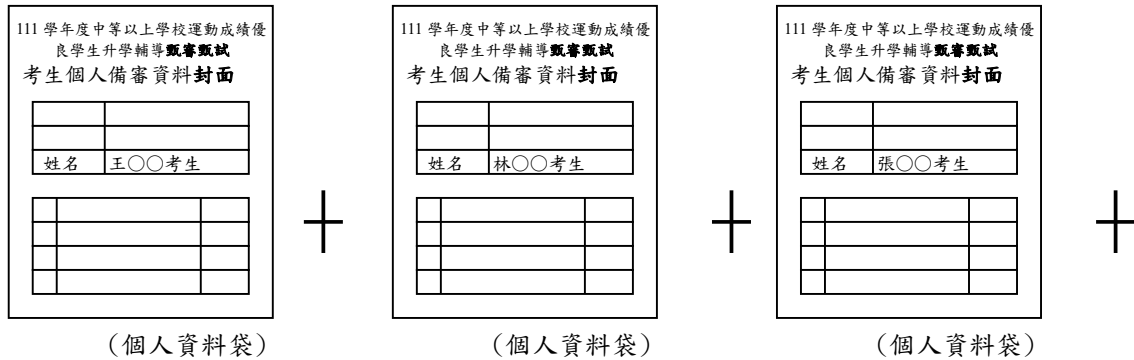 111 學年度中等以上學校運動成績優
良學生升學輔導甄審甄試
考生個人備審資料封面
姓名 王○○考生
(個人資料袋)
111 學年度中等以上學校運動成績優
良學生升學輔導甄審甄試
考生個人備審資料封面
姓名 林○○考生
(個人資料袋)
111 學年度中等以上學校運動成績優
良學生升學輔導甄審甄試
考生個人備審資料封面
姓名 張○○考生
(個人資料袋)